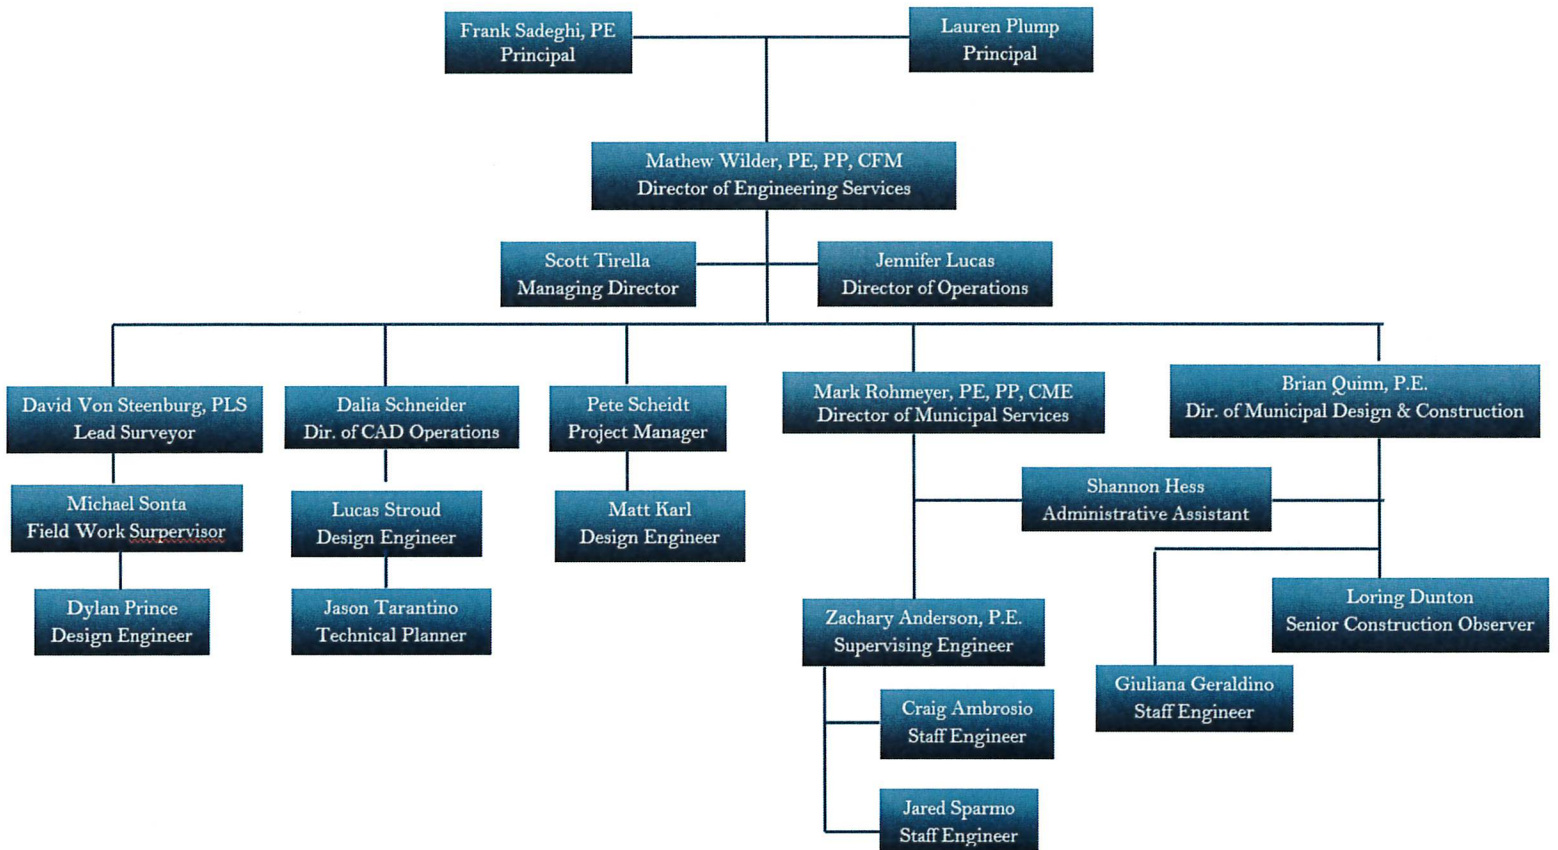 Frank Sadeghi, PE
Principal
Lauren Plump
Principal
Mathew Wilder, PE, PP, CFM
Director of Engineering Services
Scott Tirella
Managing Director
Jennifer Lucas
Director of Operations
David Von Steenburg, PLS
Lead Surveyor
Dalia Schneider
Dir. of CAD Operations
Pete Scheidt
Project Manager
Mark Rohmeyer, PE, PP, CME
Director of Municipal Services
Brian Quinn, P.E.
Dir. of Municipal Design & Construction
Michael Sonta
Field Work Surpervisor
Lucas Stroud
Design Engineer
Matt Karl
Design Engineer
Shannon Hess
Administrative Assistant
Dylan Prince
Design Engineer
Jason Tarantino
Technical Planner
Zachary Anderson, P.E.
Supervising Engineer
Loring Dunton
Senior Construction Observer
Giuliana Geraldino
Staff Engineer
Craig Ambrosio
Staff Engineer
Jared Sparmo
Staff Engineer